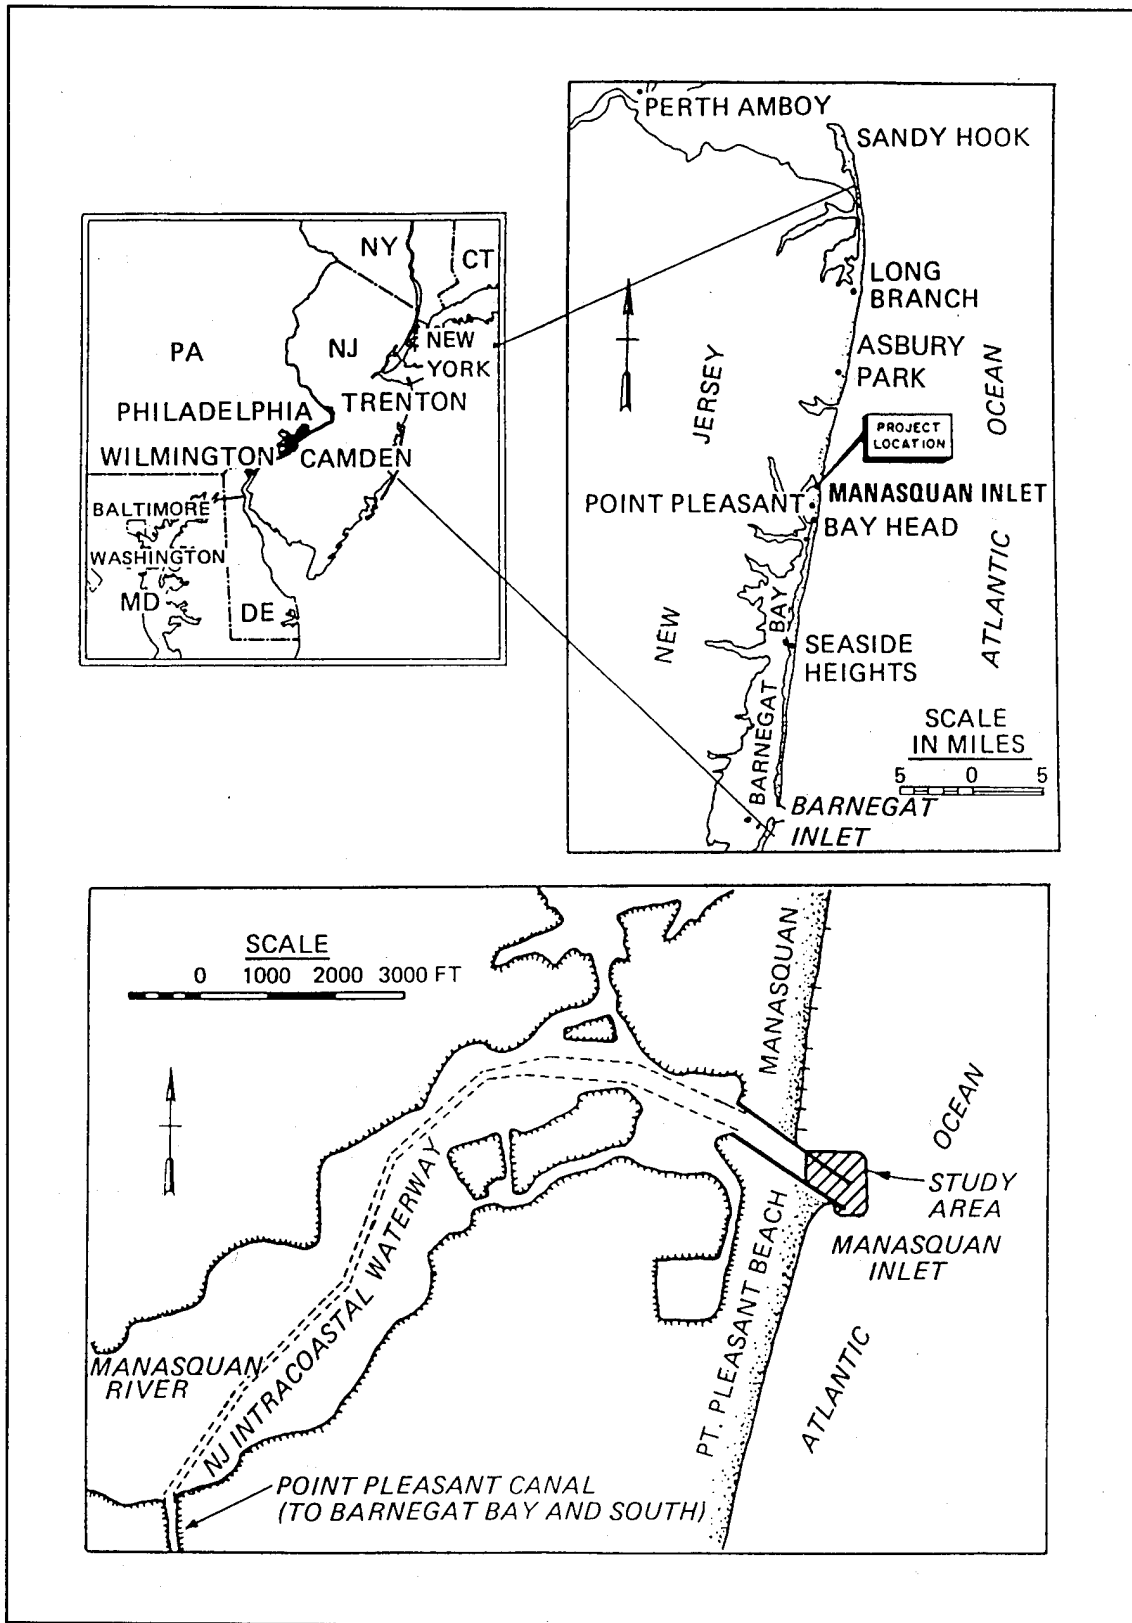 NY
CT
PA
NJ
NEW
YORK
TRENTON
PHILADELPHIA
WILMINGTON
CAMDEN
BALTIMORE
WASHINGTON
MD
DE
PERTH AMBOY
SANDY HOOK
LONG
BRANCH
ASBURY
PARK
PROJECT
LOCATION
NEW JERSEY
ATLANTIC OCEAN
POINT PLEASANT
MANASQUAN INLET
BAY HEAD
SEASIDE
HEIGHTS
BARNEGAT BAY
SCALE
IN MILES
5 0 5
BARNEGAT
INLET
SCALE
0 1000 2000 3000 FT
MANASQUAN
ATLANTIC OCEAN
STUDY
AREA
MANASQUAN
INLET
PT. PLEASANT BEACH
NJ INTRACOASTAL WATERWAY
MANASQUAN
RIVER
POINT PLEASANT CANAL
(TO BARNEGAT BAY AND SOUTH)